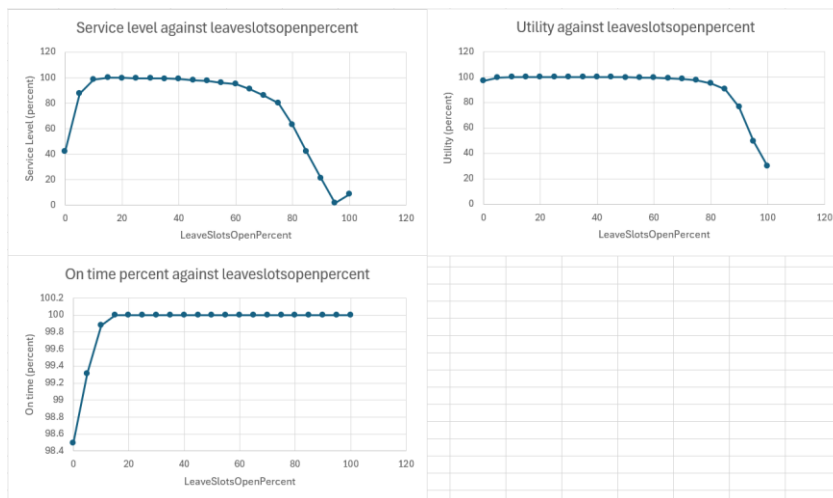 Service level against leaveslotsopenpercent
120
100
80
60
40
20
0
Service Level (percent)
0 20 40 60 80 100 120
LeaveSlotsOpenPercent
Utility against leaveslotsopenpercent
120
100
80
60
40
20
0
Utility (percent)
0 20 40 60 80 100 120
LeaveSlotsOpenPercent
On time percent against leaveslotsopenpercent
100.2
100
99.8
99.6
99.4
99.2
99
98.8
98.6
98.4
On time (percent)
0 20 40 60 80 100 120
LeaveSlotsOpenPercent